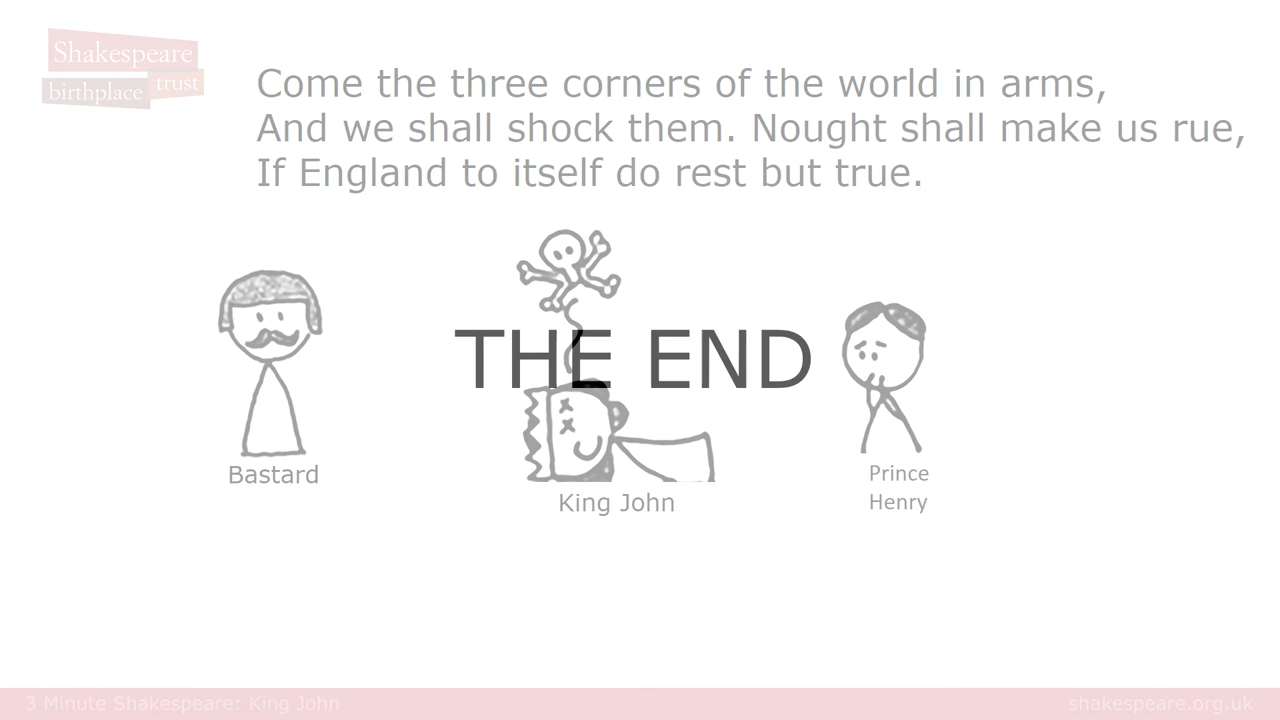 Shakespeare
birthplace trust
Come the three corners of the world in arms,
And we shall shock them. Nought shall make us rue,
If England to itself do rest but true.
THE END
Bastard
King John
Prince
Henry
3 Minute Shakespeare: King John
shakespeare.org.uk